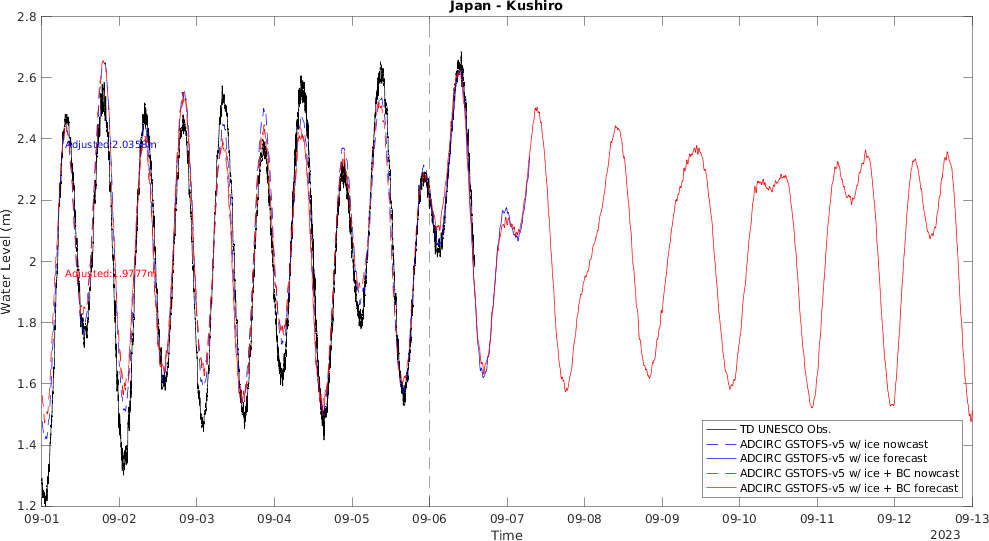 Japan - Kushiro
Water Level (m)
2.8
2.6
2.4
2.2
2
1.8
1.6
1.4
1.2
Adjusted:2.0358m
Adjusted:1.9777m
TD UNESCO Obs.
ADCIRC GSTOFS-v5 w/ ice nowcast
ADCIRC GSTOFS-v5 w/ ice forecast
ADCIRC GSTOFS-v5 w/ ice + BC nowcast
ADCIRC GSTOFS-v5 w/ ice + BC forecast
09-01 09-02 09-03 09-04 09-05 09-06 09-07 09-08 09-09 09-10 09-11 09-12 09-13
Time
2023